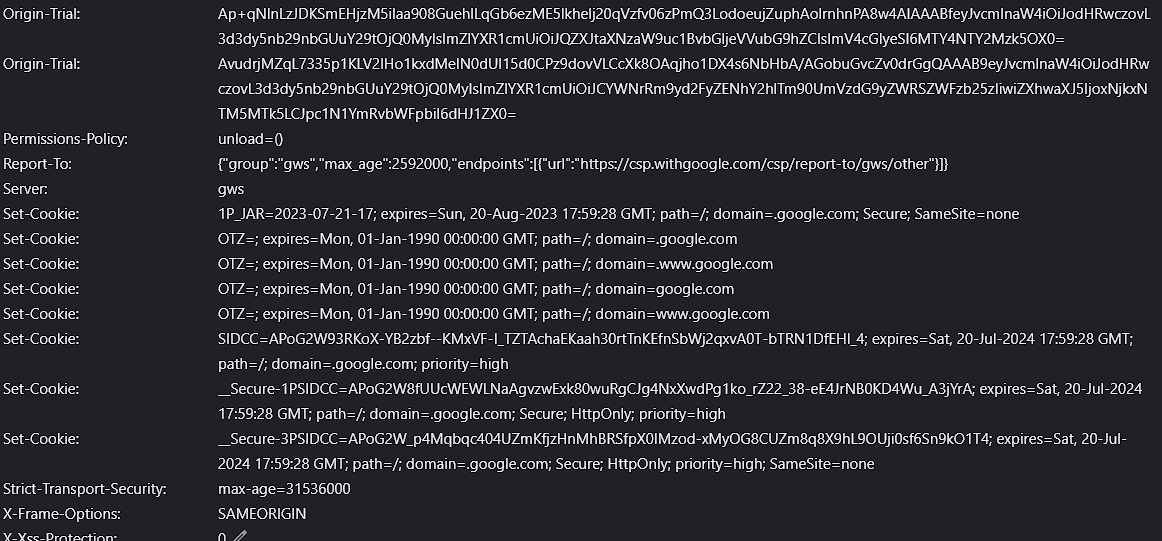 Origin-Trial: Ap+qNlnLzJDKSmEHjzM5ilaa908GuehlLqGb6ezME5lkhelj20qVzfv06zPmQ3LodoeujZuphAolrnhnPA8w4AIAAABfeyJvcmlnaW4iOiJodHRwczovL
3d3dy5nb29nbGUuY29tOjQ0MyIsImZlYXR1cmUiOiJQZXJtaXNzaW9uc1BvbGljeVVubG9hZCIsImV4cGlyeSI6MTY4NTY2Mzk5OX0=
Origin-Trial: AvudrjMZqL7335p1KLV2lHo1kxdMeIN0dUI15d0CPz9dovVLCcXk8OAqjho1DX4s6NbHbA/AGobuGvcZv0drGgQAAAB9eyJvcmlnaW4iOiJodHRw
czovL3d3dy5nb29nbGUuY29tOjQ0MyIsImZlYXR1cmUiOiJCYWNrRm9yd2FyZENhY2hlTm90UmVzdG9yZWRSZWFzb25zIiwiZXhwaXJ5IjoxNjkxN
TM5MTk5LCJpc1N1YmRvbWFpbiI6dHJ1ZX0=
Permissions-Policy: unload=()
Report-To: {"group":"gws","max_age":2592000,"endpoints":[{"url":"https://csp.withgoogle.com/csp/report-to/gws/other"}]}
Server: gws
Set-Cookie: 1P_JAR=2023-07-21-17; expires=Sun, 20-Aug-2023 17:59:28 GMT; path=/; domain=.google.com; Secure; SameSite=none
Set-Cookie: OTZ=; expires=Mon, 01-Jan-1990 00:00:00 GMT; path=/; domain=.google.com
Set-Cookie: OTZ=; expires=Mon, 01-Jan-1990 00:00:00 GMT; path=/; domain=.www.google.com
Set-Cookie: OTZ=; expires=Mon, 01-Jan-1990 00:00:00 GMT; path=/; domain=google.com
Set-Cookie: OTZ=; expires=Mon, 01-Jan-1990 00:00:00 GMT; path=/; domain=www.google.com
Set-Cookie: SIDCC=APoG2W93RKoX-YB2zbf--KMxVF-I_TZTAchaEKaah30rtTnKEfnSbWj2qxvA0T-bTRN1DfEHl_4; expires=Sat, 20-Jul-2024 17:59:28 GMT;
path=/; domain=.google.com; priority=high
Set-Cookie: __Secure-1PSIDCC=APoG2W8fUUcWEWLNaAgvzwExk80wuRgCJg4NxXwdPg1ko_rZ22_38-eE4JrNB0KD4Wu_A3jYrA; expires=Sat, 20-Jul-2024
17:59:28 GMT; path=/; domain=.google.com; Secure; HttpOnly; priority=high
Set-Cookie: __Secure-3PSIDCC=APoG2W_p4Mqbqc404UZmKfjzHnMhBRSfpX0IMzod-xMyOG8CUZm8q8X9hL9OUji0sf6Sn9kO1T4; expires=Sat, 20-Jul-
2024 17:59:28 GMT; path=/; domain=.google.com; Secure; HttpOnly; priority=high; SameSite=none
Strict-Transport-Security: max-age=31536000
X-Frame-Options: SAMEORIGIN
X-Xss-Protection: 0